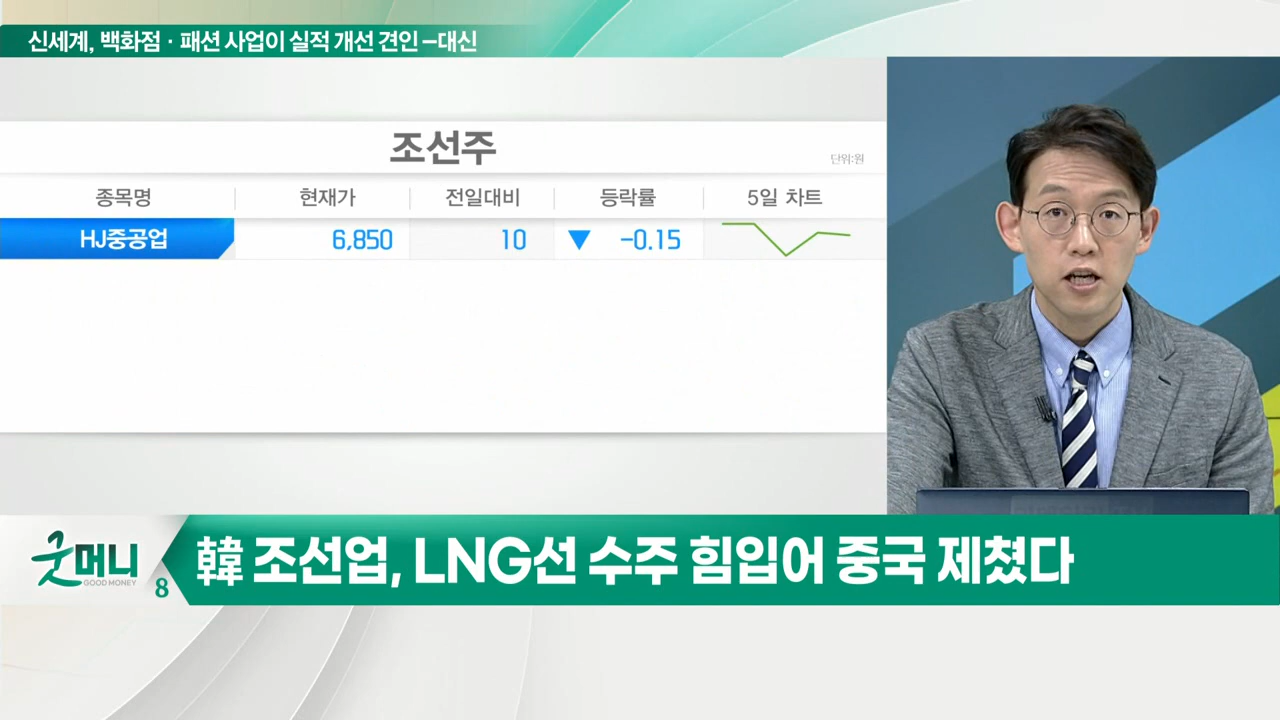 신세계, 백화점 · 패션 사업이 실적 개선 견인 –대신
조선주
단위:원
종목명 현재가 전일대비 등락률 5일 차트
HJ중공업 6,850 10 ▼ -0.15
굿머니
GOOD MONEY
8
韓 조선업, LNG선 수주 힘입어 중국 제쳤다